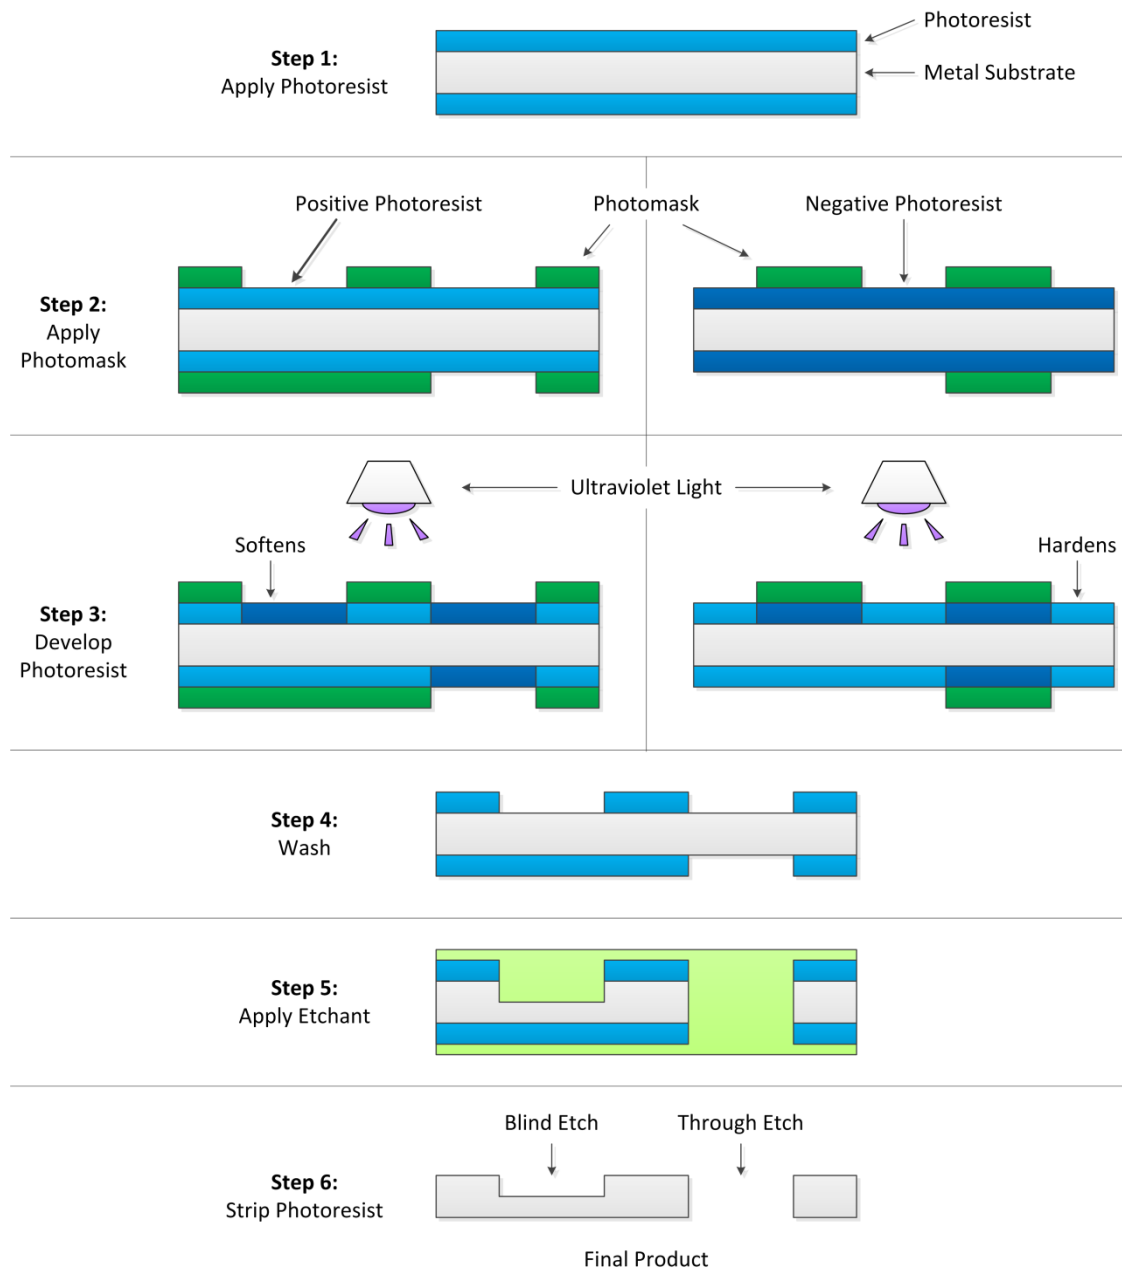 Photoresist
Step 1:
Apply Photoresist
Metal Substrate
Positive Photoresist
Photomask
Negative Photoresist
Step 2:
Apply
Photomask
Ultraviolet Light
Softens
Hardens
Step 3:
Develop
Photoresist
Step 4:
Wash
Step 5:
Apply Etchant
Blind Etch
Through Etch
Step 6:
Strip Photoresist
Final Product